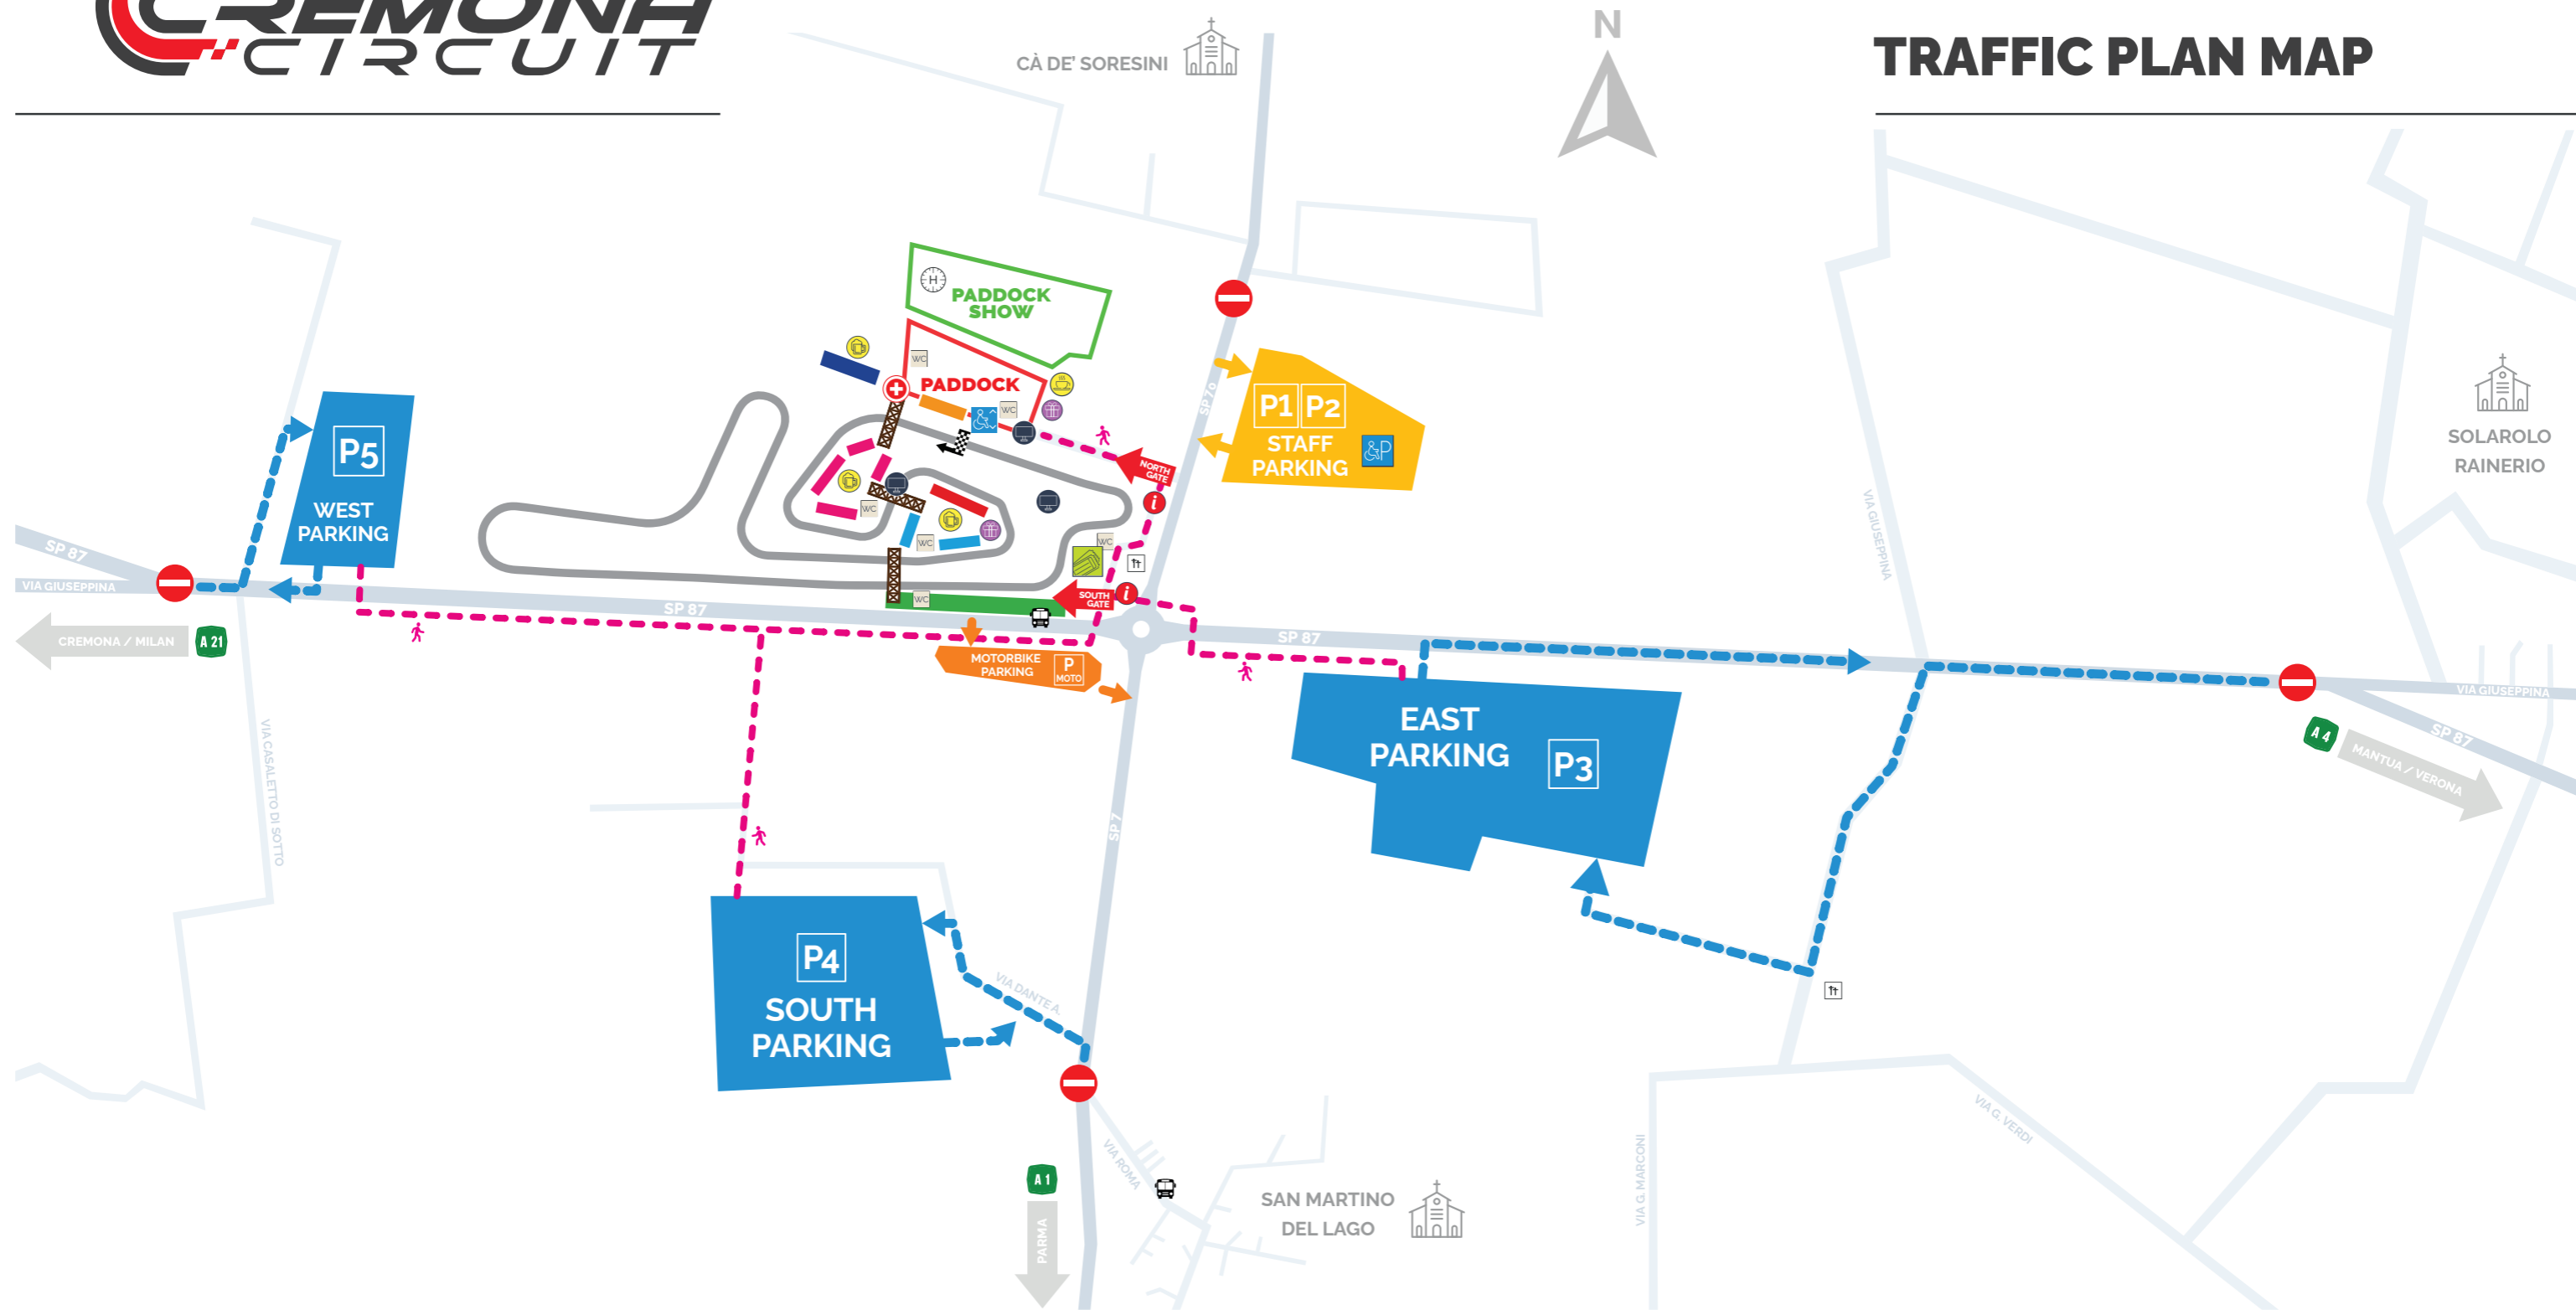 CREMONA
CIRCUIT
TRAFFIC PLAN MAP
N
CÀ DE' SORESINI
H
PADDOCK
SHOW
WC
PADDOCK
WC
SP 70
P1 P2
STAFF
PARKING
P
NORTH
GATE
i
P5
WEST
PARKING
WC
WC
WC
SOLAROLO
RAINERIO
VIA GIUSEPPINA
SP 87
VIA GIUSEPPINA
CREMONA / MILAN
A 21
SP 87
WC
SOUTH
GATE
i
SP 87
MOTORBIKE
PARKING
P
MOTO
VIA GIUSEPPINA
SP 87
A 4
MANTUA / VERONA
EAST
PARKING
P3
VIA CASALETTO DI SOTTO
SP 7
P4
SOUTH
PARKING
VIA DANTE A.
VIA ROMA
A 1
PARMA
SAN MARTINO
DEL LAGO
VIA G. MARCONI
VIA G. VERDI